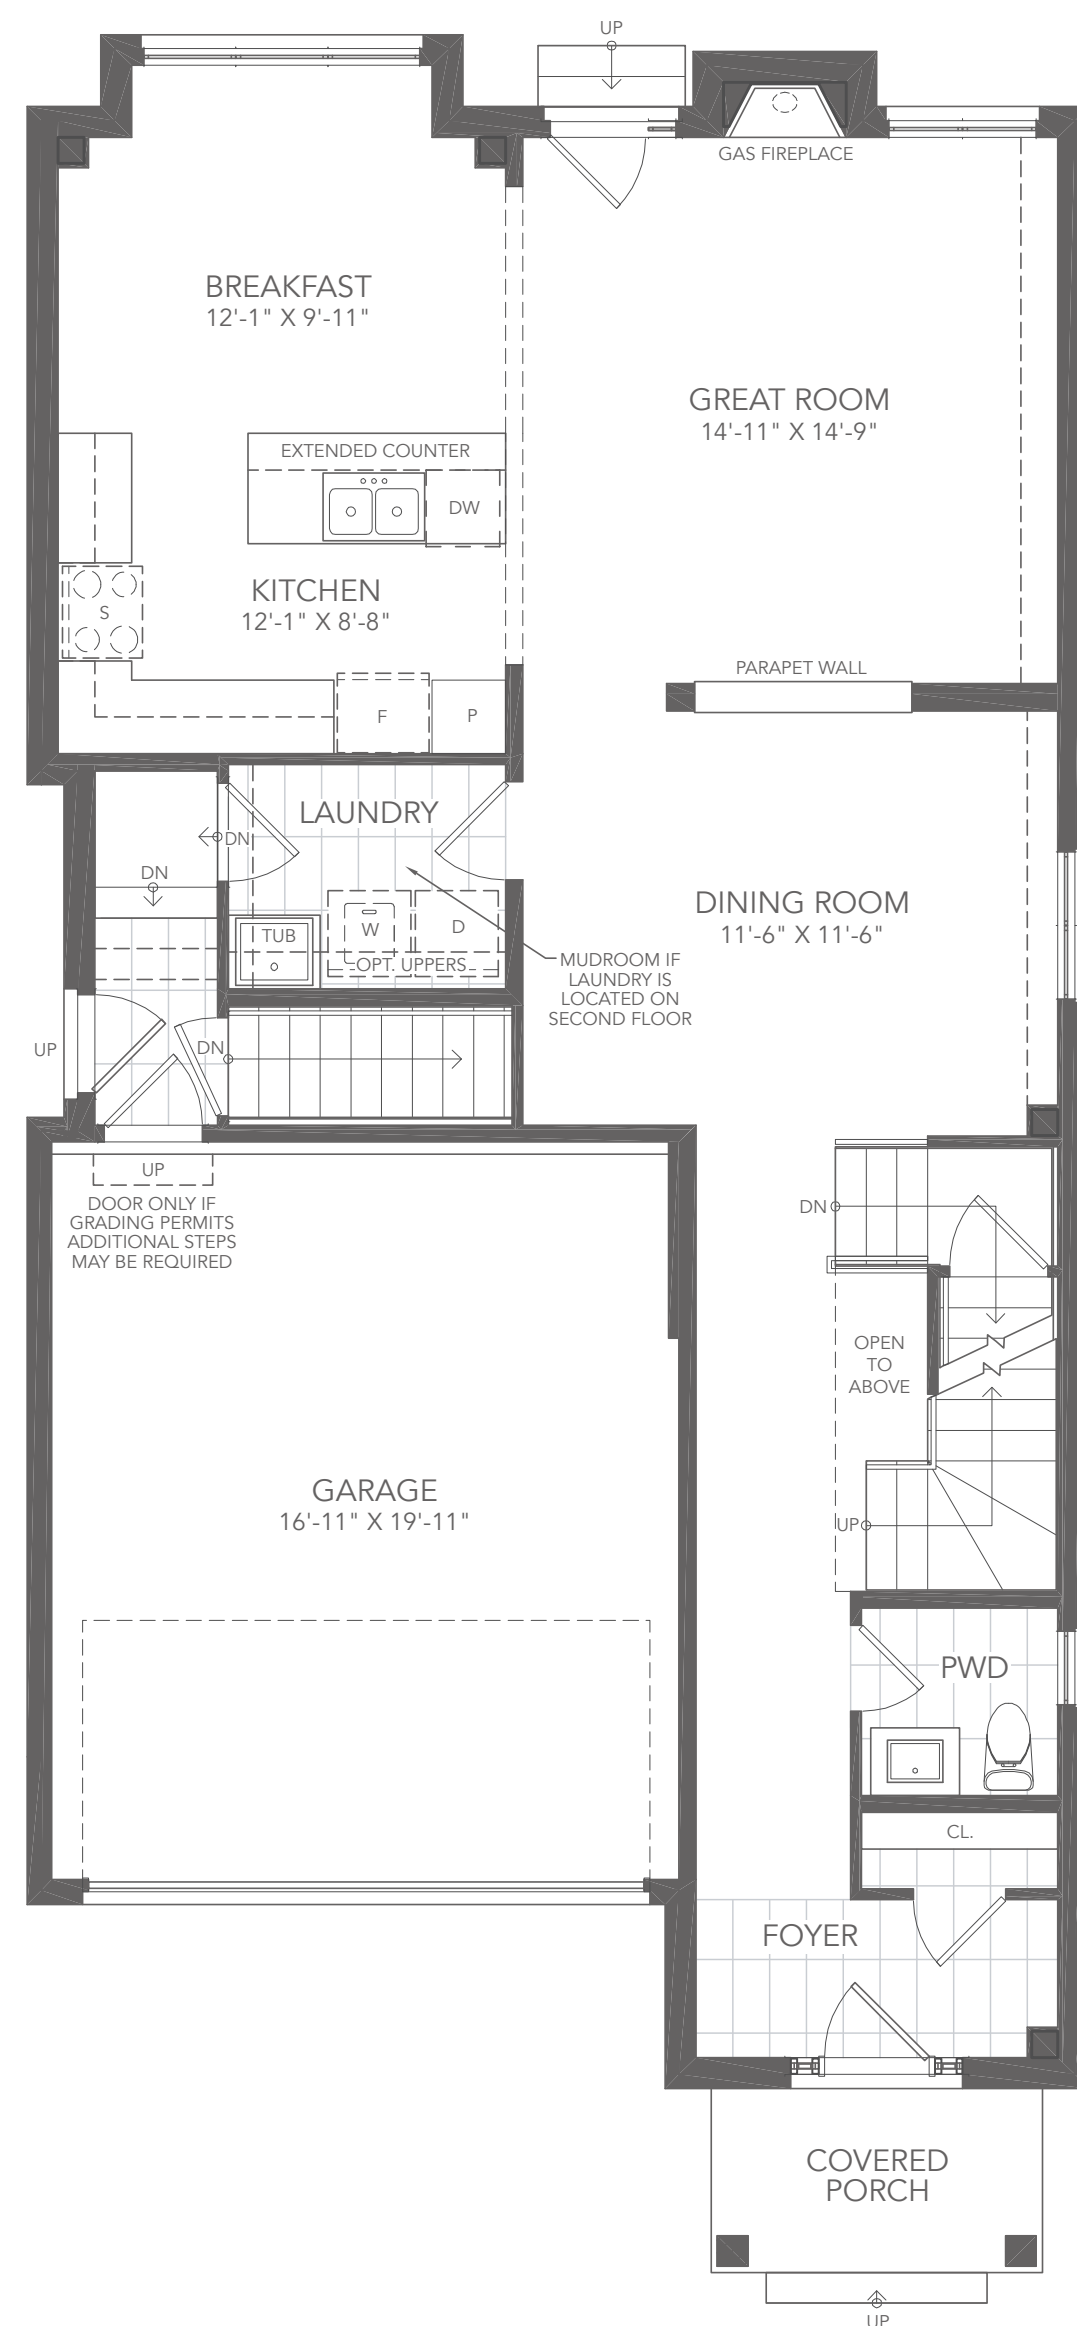 UP
GAS FIREPLACE
BREAKFAST
12'-1" X 9'-11"
GREAT ROOM
14'-11" X 14'-9"
EXTENDED COUNTER
DW
KITCHEN
12'-1" X 8'-8"
S
F
P
PARAPET WALL
LAUNDRY
DN
DN
TUB
W
D
OPT. UPPERS
MUDROOM IF
LAUNDRY IS
LOCATED ON
SECOND FLOOR
DINING ROOM
11'-6" X 11'-6"
UP
DN
UP
DOOR ONLY IF
GRADING PERMITS
ADDITIONAL STEPS
MAY BE REQUIRED
DN
OPEN
TO
ABOVE
GARAGE
16'-11" X 19'-11"
UP
PWD
CL.
FOYER
COVERED
PORCH
UP